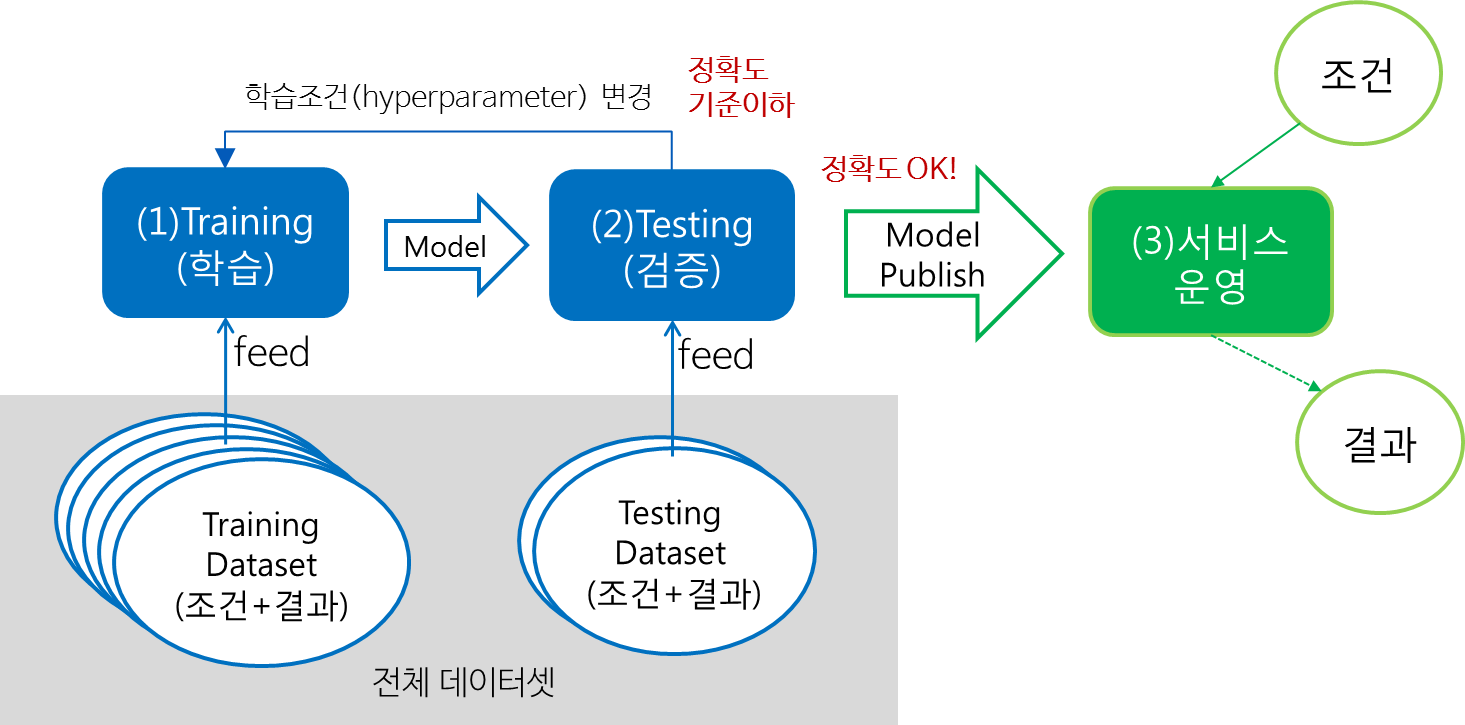 학습조건(hyperparameter) 변경
정확도
기준이하
조건
정확도 OK!
(1)Training
(학습)
Model
(2)Testing
(검증)
Model
Publish
(3)서비스
운영
feed
feed
결과
Training
Dataset
(조건+결과)
Testing
Dataset
(조건+결과)
전체 데이터셋